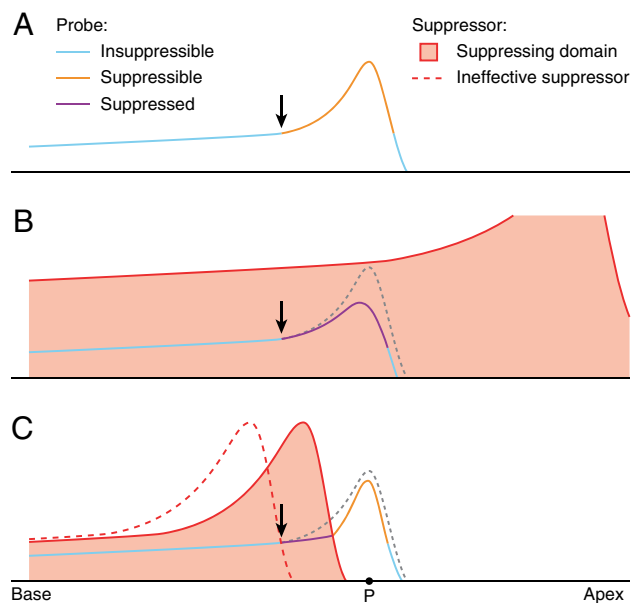 A
Probe:
Insuppressible
Suppressible
Suppressed
Suppressor:
Suppressing domain
Ineffective suppressor
B
C
Base
P
Apex